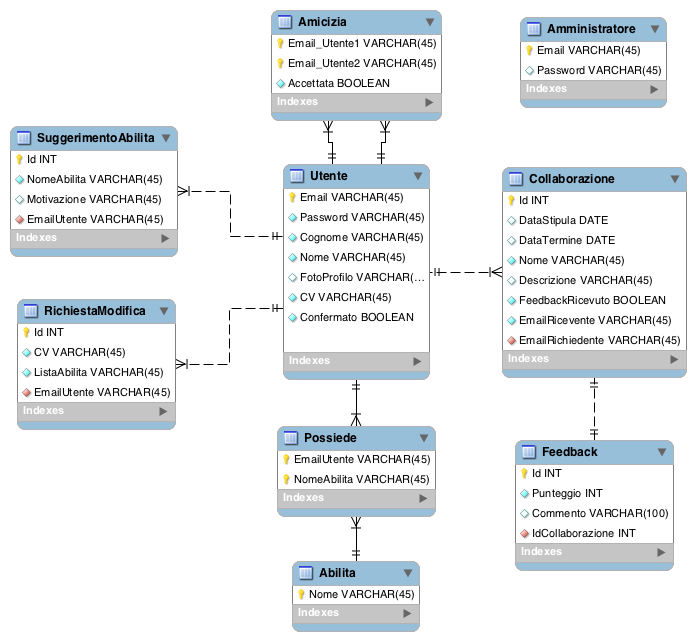 Amicizia
Email_Utente1 VARCHAR(45)
Email_Utente2 VARCHAR(45)
Accettata BOOLEAN
Indexes
Amministratore
Email VARCHAR(45)
Password VARCHAR(45)
Indexes
SuggerimentoAbilita
Id INT
NomeAbilita VARCHAR(45)
Motivazione VARCHAR(45)
EmailUtente VARCHAR(45)
Indexes
Utente
Email VARCHAR(45)
Password VARCHAR(45)
Cognome VARCHAR(45)
Nome VARCHAR(45)
FotoProfilo VARCHAR(...
CV VARCHAR(45)
Confermato BOOLEAN
Indexes
Collaborazione
Id INT
DataStipula DATE
DataTermine DATE
Nome VARCHAR(45)
Descrizione VARCHAR(45)
FeedbackRicevuto BOOLEAN
EmailRicevente VARCHAR(45)
EmailRichiedente VARCHAR(45)
Indexes
RichiestaModifica
Id INT
CV VARCHAR(45)
ListaAbilita VARCHAR(45)
EmailUtente VARCHAR(45)
Indexes
Possiede
EmailUtente VARCHAR(45)
NomeAbilita VARCHAR(45)
Indexes
Feedback
Id INT
Punteggio INT
Commento VARCHAR(100)
IdCollaborazione INT
Indexes
Abilita
Nome VARCHAR(45)
Indexes